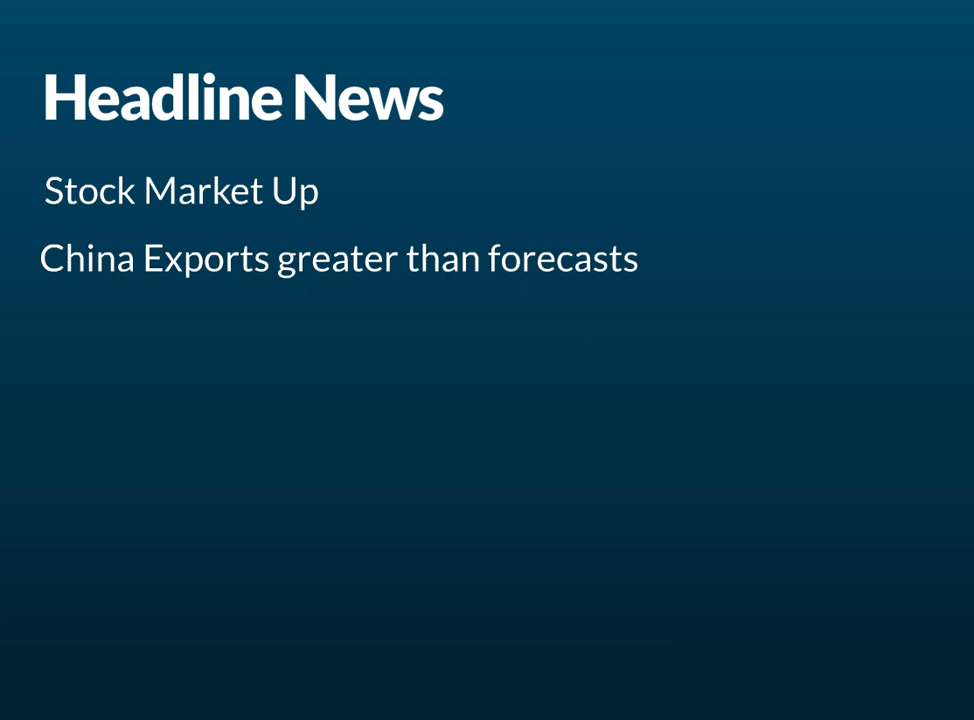 Headline News
Stock Market Up
China Exports greater than forecasts